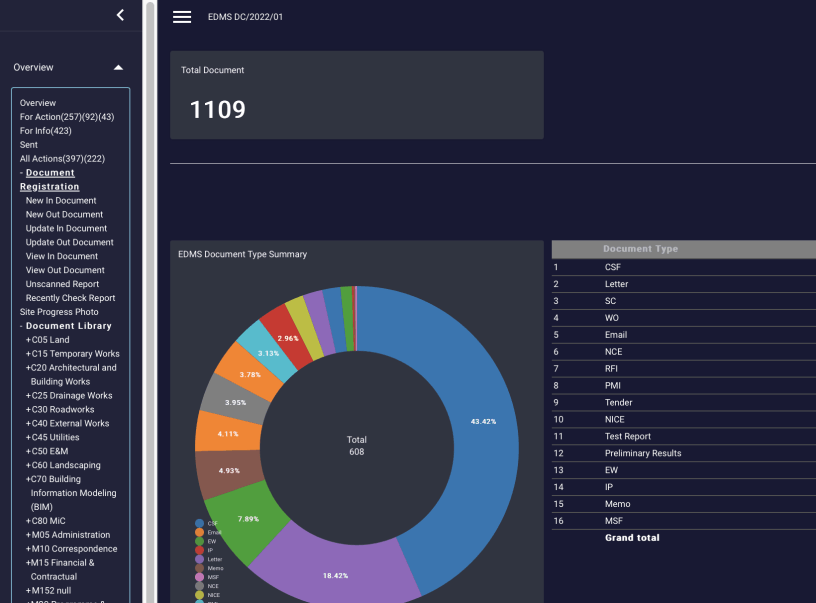 EDMS DC/2022/01
Overview
Overview
For Action(257)(92)(43)
For Info(423)
Sent
All Actions(397)(222)
- Document
Registration
New In Document
New Out Document
Update In Document
Update Out Document
View In Document
View Out Document
Unscanned Report
Recently Check Report
Site Progress Photo
- Document Library
+C05 Land
+C15 Temporary Works
+C20 Architectural and
Building Works
+C25 Drainage Works
+C30 Roadworks
+C40 External Works
+C45 Utilities
+C50 E&M
+C60 Landscaping
+C70 Building
Information Modeling
(BIM)
+C80 MiC
+M05 Administration
+M10 Correspondence
+M15 Financial &
Contractual
+M152 null
Total Document
1109
EDMS Document Type Summary
2.96%
3.13%
3.78%
3.95%
4.11%
4.93%
7.89%
18.42%
43.42%
Total
608
CSF
Email
EW
IP
Letter
Memo
MSF
NCE
NICE
Document Type
1 CSF
2 Letter
3 SC
4 WO
5 Email
6 NCE
7 RFI
8 PMI
9 Tender
10 NICE
11 Test Report
12 Preliminary Results
13 EW
14 IP
15 Memo
16 MSF
Grand total